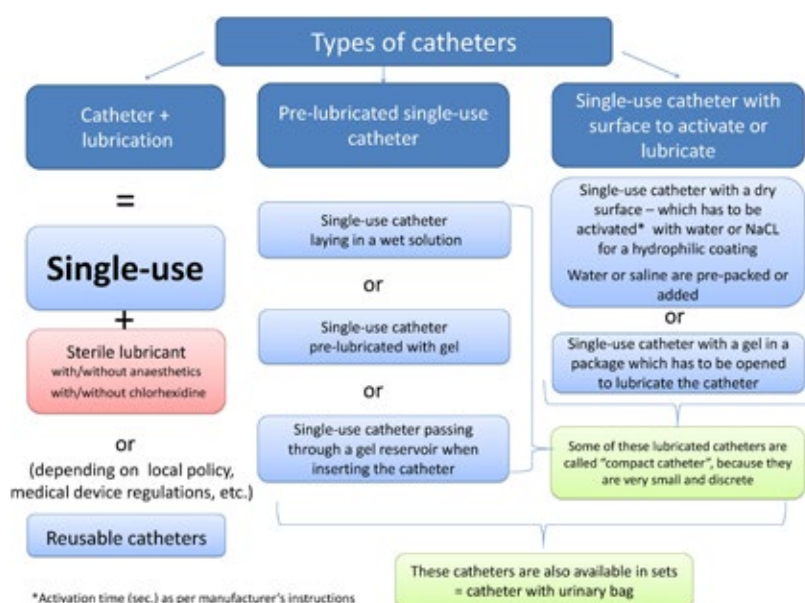 Types of catheters
Catheter +
lubrication
=
Single-use
+
Sterile lubricant
with/without anaesthetics
with/without chlorhexidine
or
(depending on local policy,
medical device regulations, etc.)
Reusable catheters
*Activation time (sec.) as per manufacturer's instructions
Pre-lubricated single-use
catheter
Single-use catheter
laying in a wet solution
or
Single-use catheter
pre-lubricated with gel
or
Single-use catheter passing
through a gel reservoir when
inserting the catheter
Single-use catheter with
surface to activate or
lubricate
Single-use catheter with a dry
surface – which has to be
activated* with water or NaCL
for a hydrophilic coating
Water or saline are pre-packed or
added
or
Single-use catheter with a gel in a
package which has to be opened
to lubricate the catheter
Some of these lubricated catheters are
called "compact catheter", because they
are very small and discrete
These catheters are also available in sets
= catheter with urinary bag